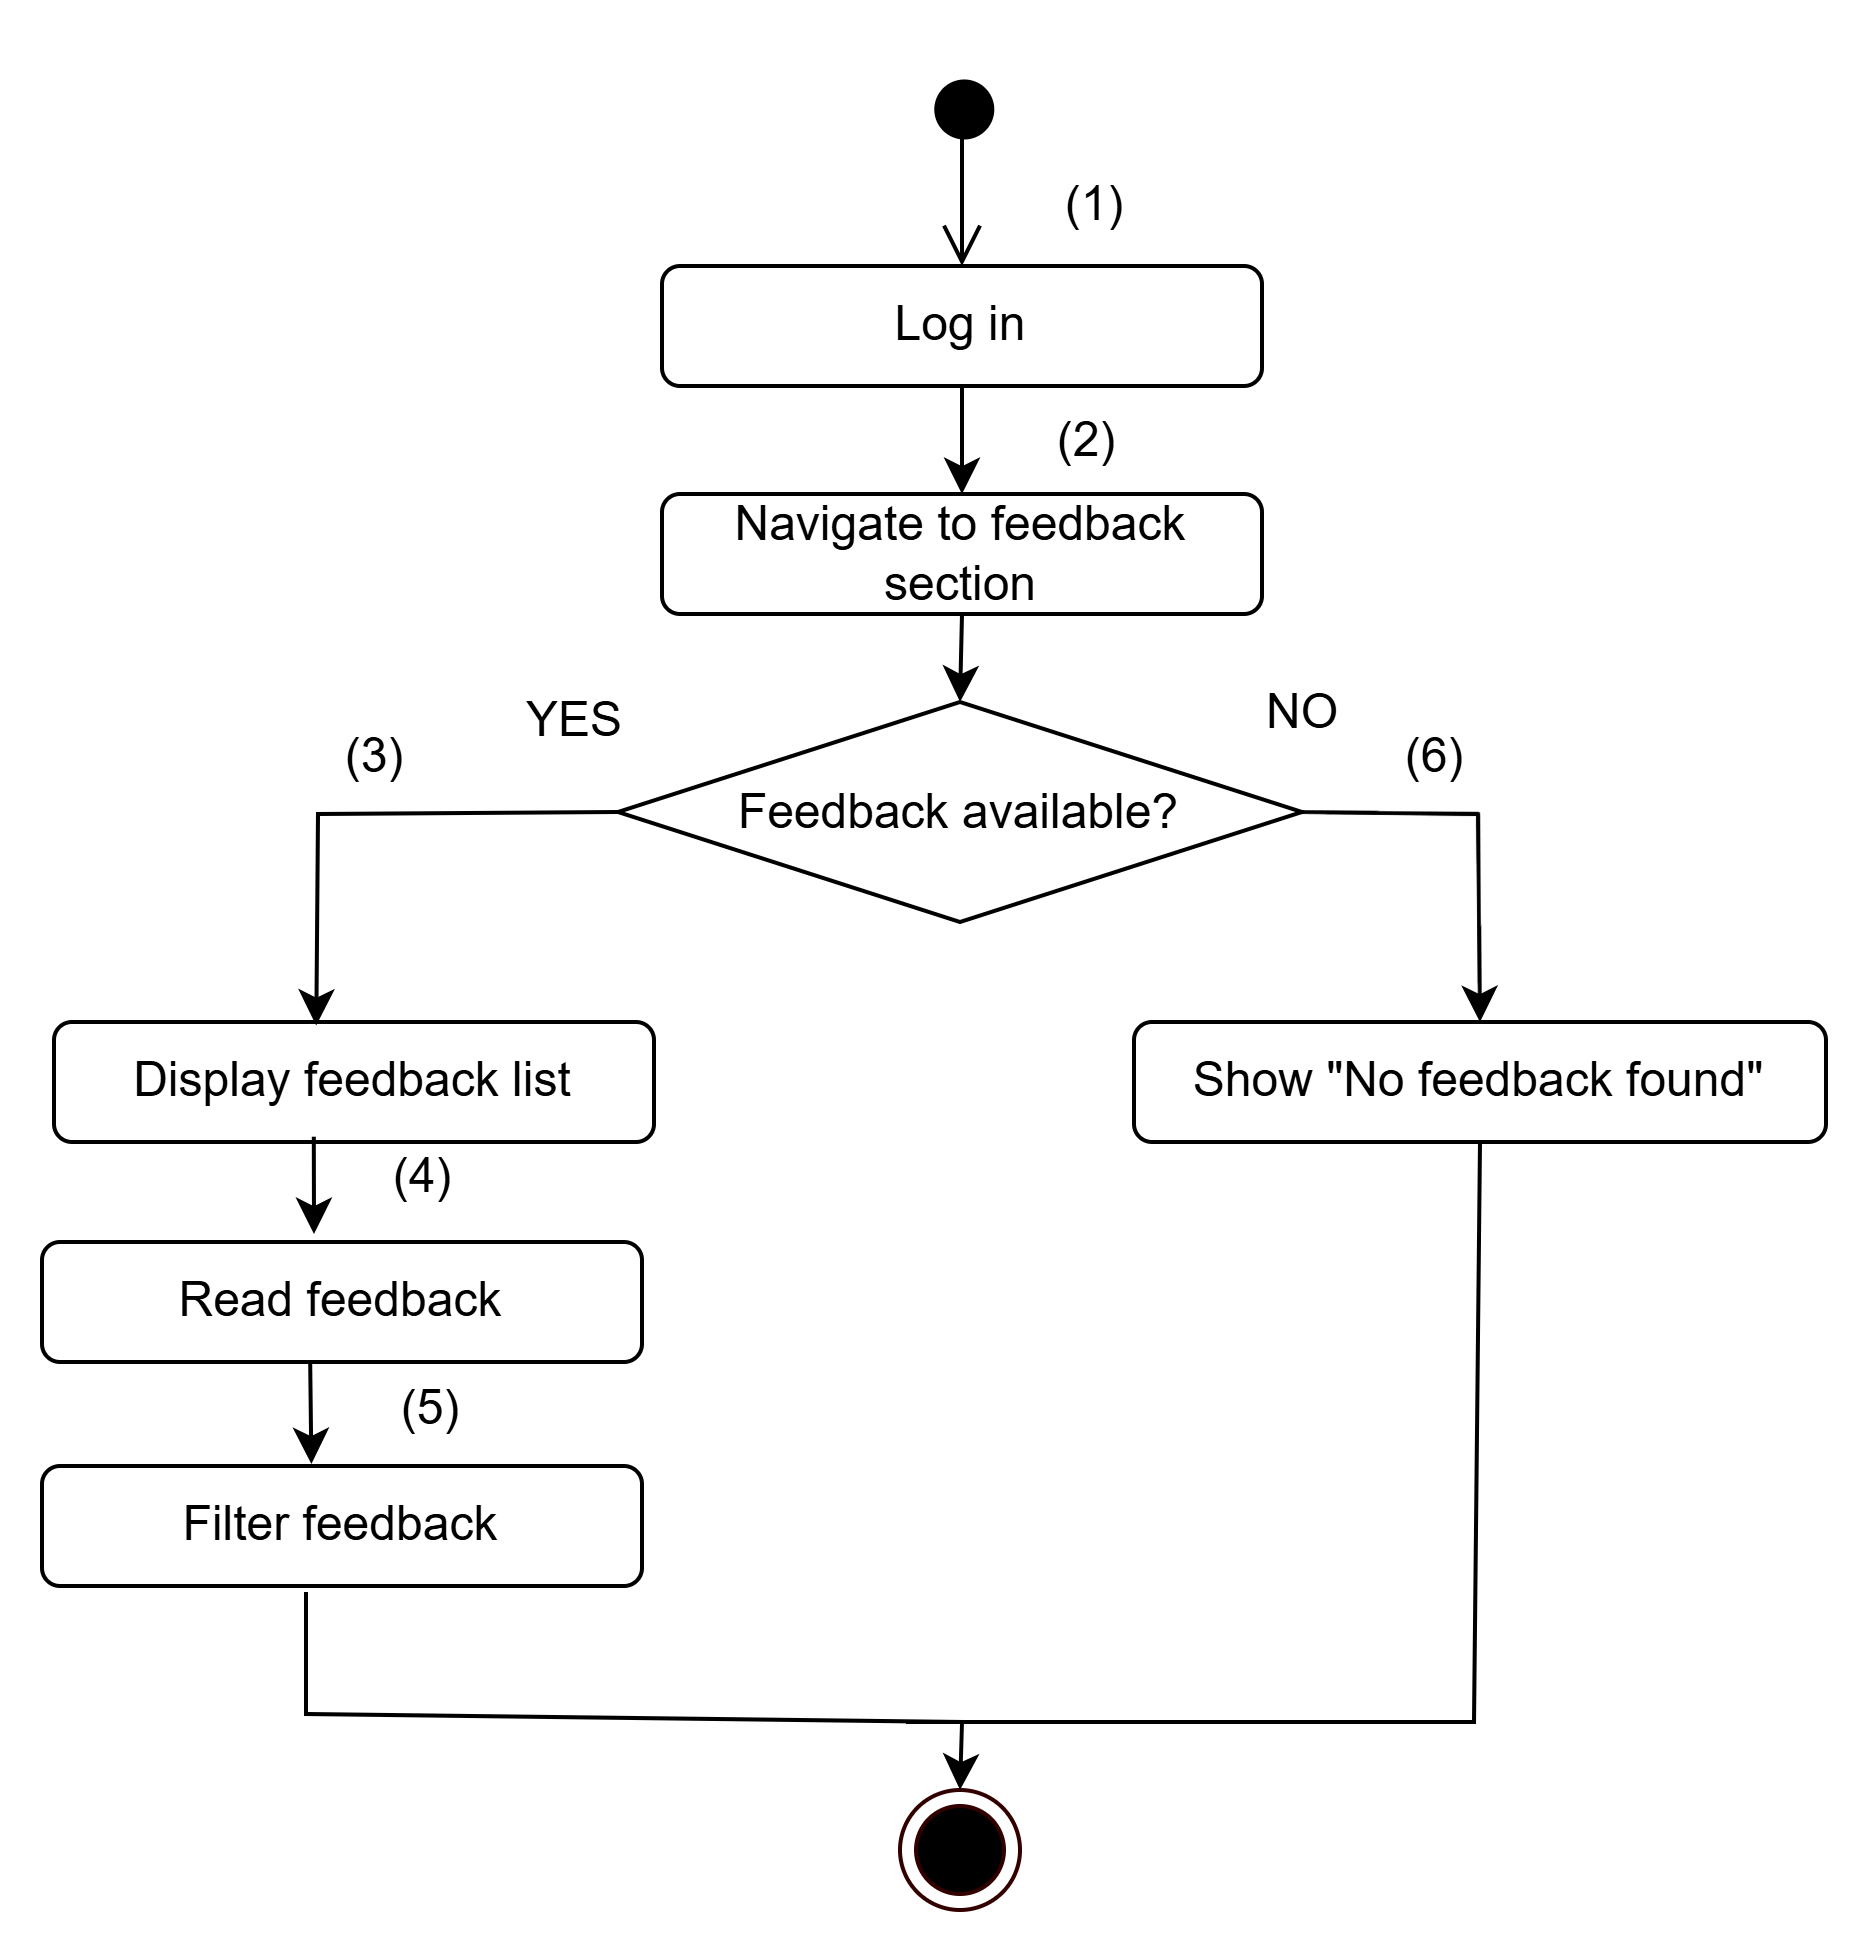 (1)
Log in
(2)
Navigate to feedback
section
YES
NO
(3)
(6)
Feedback available?
Display feedback list
Show "No feedback found"
(4)
Read feedback
(5)
Filter feedback